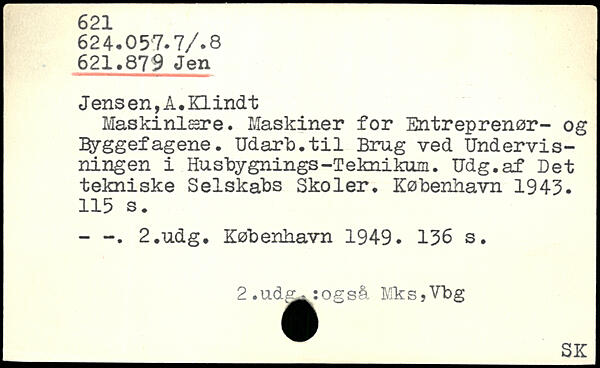 621
624.057.7/.8
621.879 Jen
Jensen,A.Klindt
Maskinlære. Maskiner for Entreprenør- og
Byggefagene. Udarb.til Brug ved Undervis-
ningen i Husbygnings-Teknikum. Udg.af Det
tekniske Selskabs Skoler. København 1943.
115 s.
- -. 2.udg. København 1949. 136 s.
2.udg.:også Mks,Vbg
SK